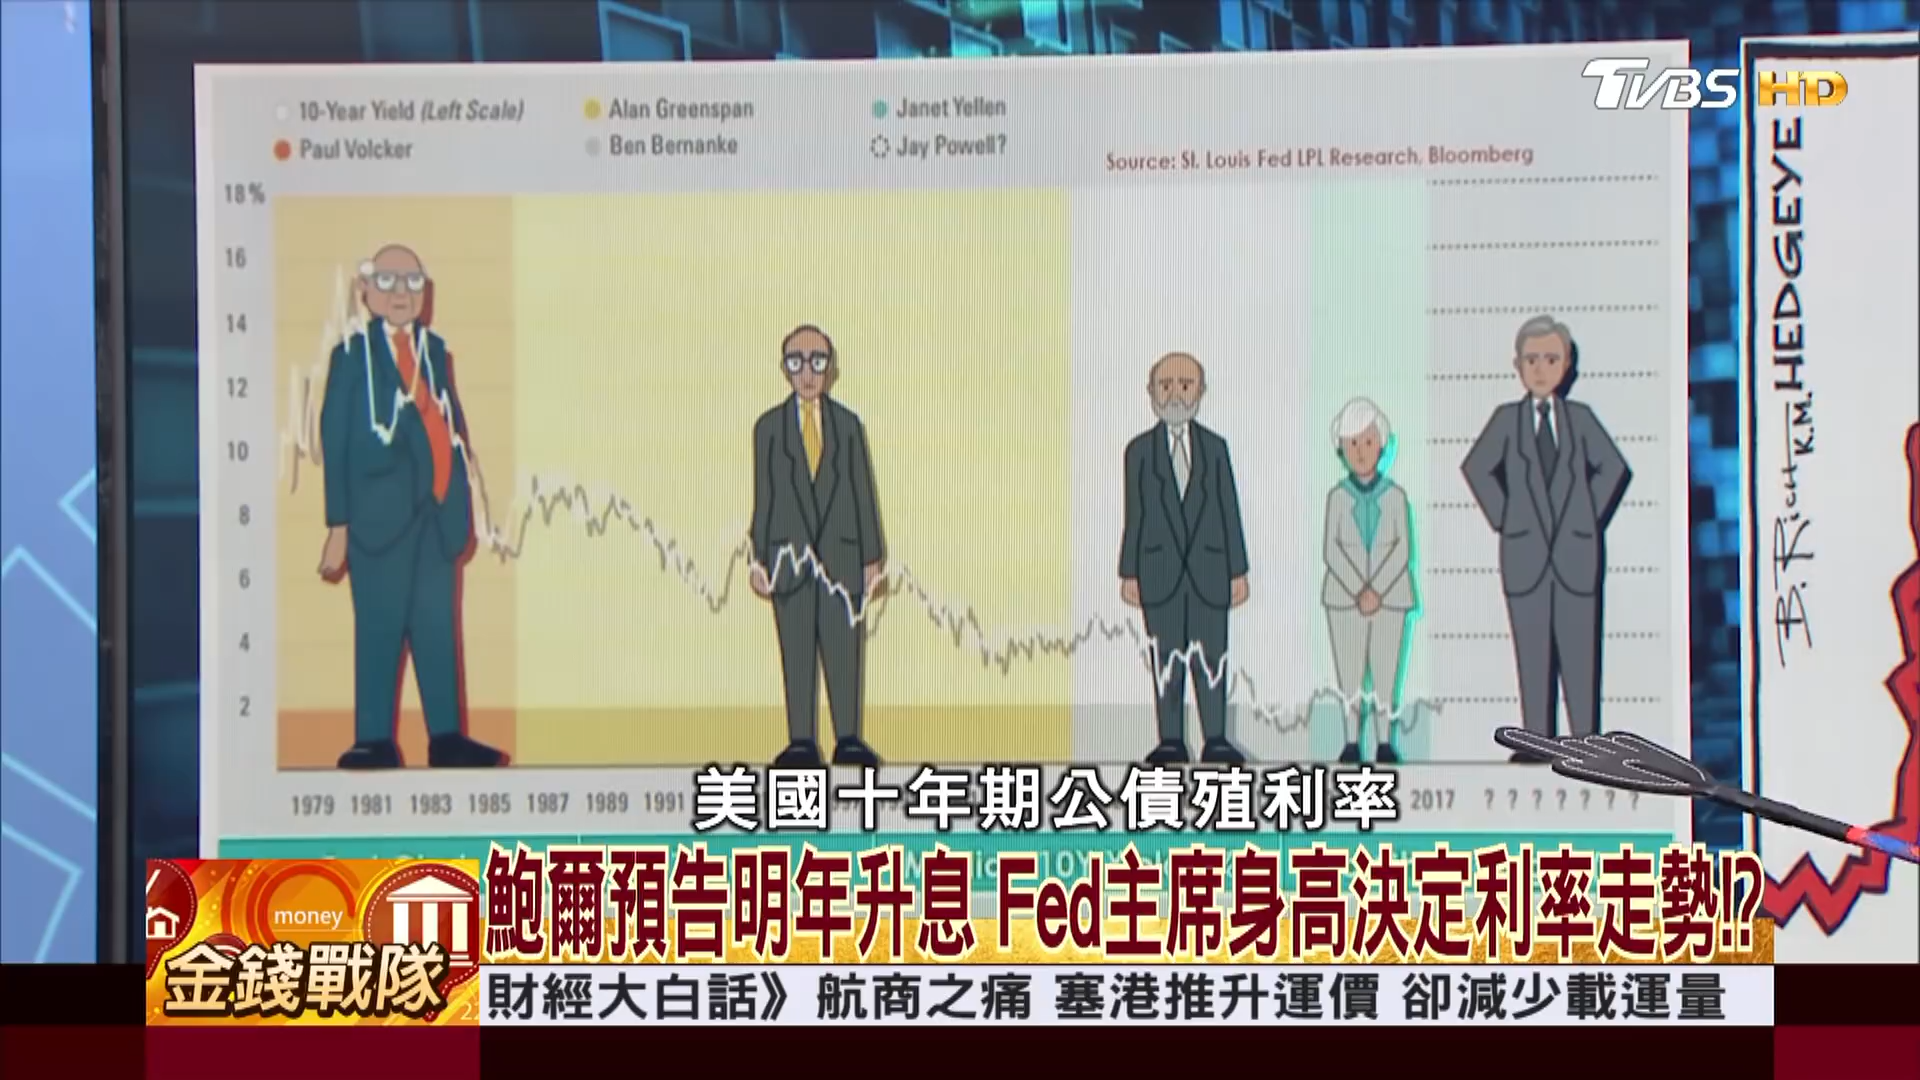 TVBS HD
10-Year Yield (Left Scale)
Alan Greenspan
Janet Yellen
Paul Volcker
Ben Bernanke
Jay Powell?
Source: St. Louis Fed LPL Research, Bloomberg
18%
16
14
12
10
8
6
4
2
1979 1981 1983 1985 1987 1989 1991
2017 ? ? ? ? ? ? ?
HEDGEYE
B. RICH K.M.
美國十年期公債殖利率
鮑爾預告明年升息 Fed主席身高決定利率走勢!?
money
金錢戰隊
財經大白話》航商之痛 塞港推升運價 卻減少載運量